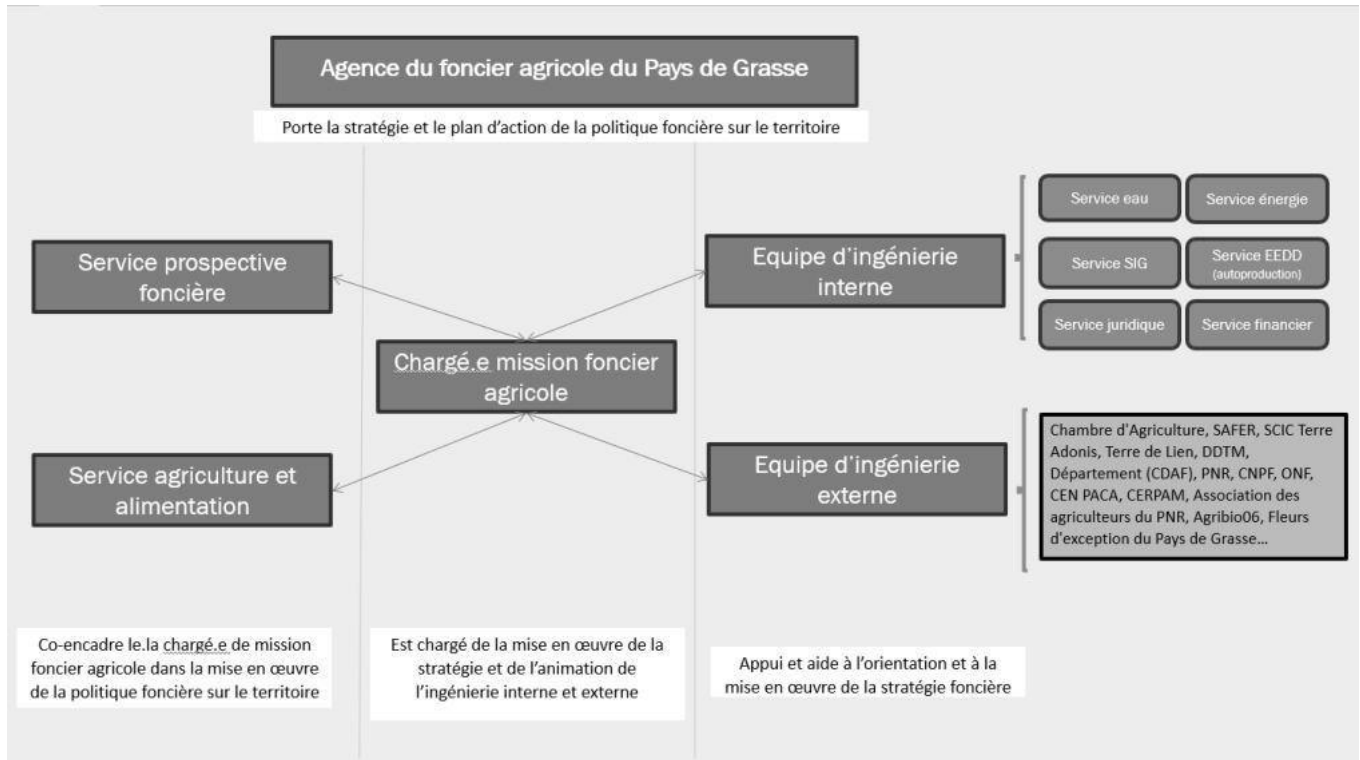 Agence du foncier agricole du Pays de Grasse
Porte la stratégie et le plan d'action de la politique foncière sur le territoire
Service prospective
foncière
Service agriculture et
alimentation
Chargé.e mission foncier
agricole
Equipe d'ingénierie
interne
Equipe d'ingénierie
externe
Service eau
Service énergie
Service SIG
Service EEDD
(autoproduction)
Service juridique
Service financier
Chambre d'Agriculture, SAFER, SCIC Terre
Adonis, Terre de Lien, DDTM,
Département (CDAF), PNR, CNPF, ONF,
CEN PACA, CERPAM, Association des
agriculteurs du PNR, Agribio06, Fleurs
d'exception du Pays de Grasse…
Co-encadre le.la chargé.e de mission
foncier agricole dans la mise en œuvre
de la politique foncière sur le territoire
Est chargé de la mise en œuvre de la
stratégie et de l'animation de
l'ingénierie interne et externe
Appui et aide à l'orientation et à la
mise en œuvre de la stratégie foncière